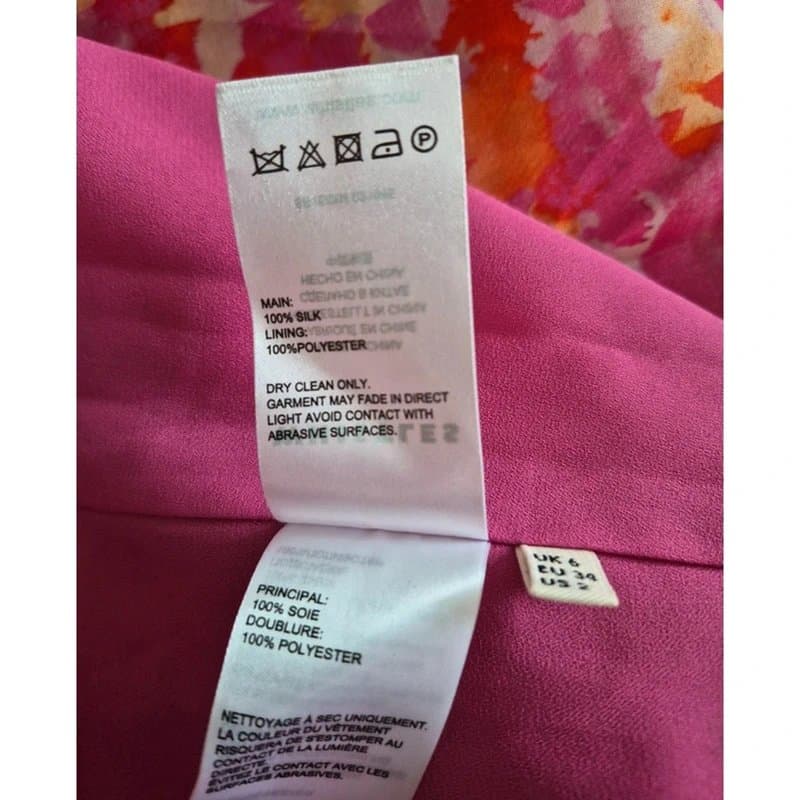 MAIN:
100% SILK
LINING:
100%POLYESTER
DRY CLEAN ONLY.
GARMENT MAY FADE IN DIRECT
LIGHT AVOID CONTACT WITH
ABRASIVE SURFACES.
UK 6
EU 34
US 2
PRINCIPAL:
100% SOIE
DOUBLURE:
100% POLYESTER
NETTOYAGE À SEC UNIQUEMENT.
LA COULEUR DU VÊTEMENT
RISQUERA DE S'ESTOMPER AU
CONTACT DE LA LUMIÈRE
DIRECTE.
ÉVITEZ LE CONTACT AVEC LES
SURFACES ABRASIVES.